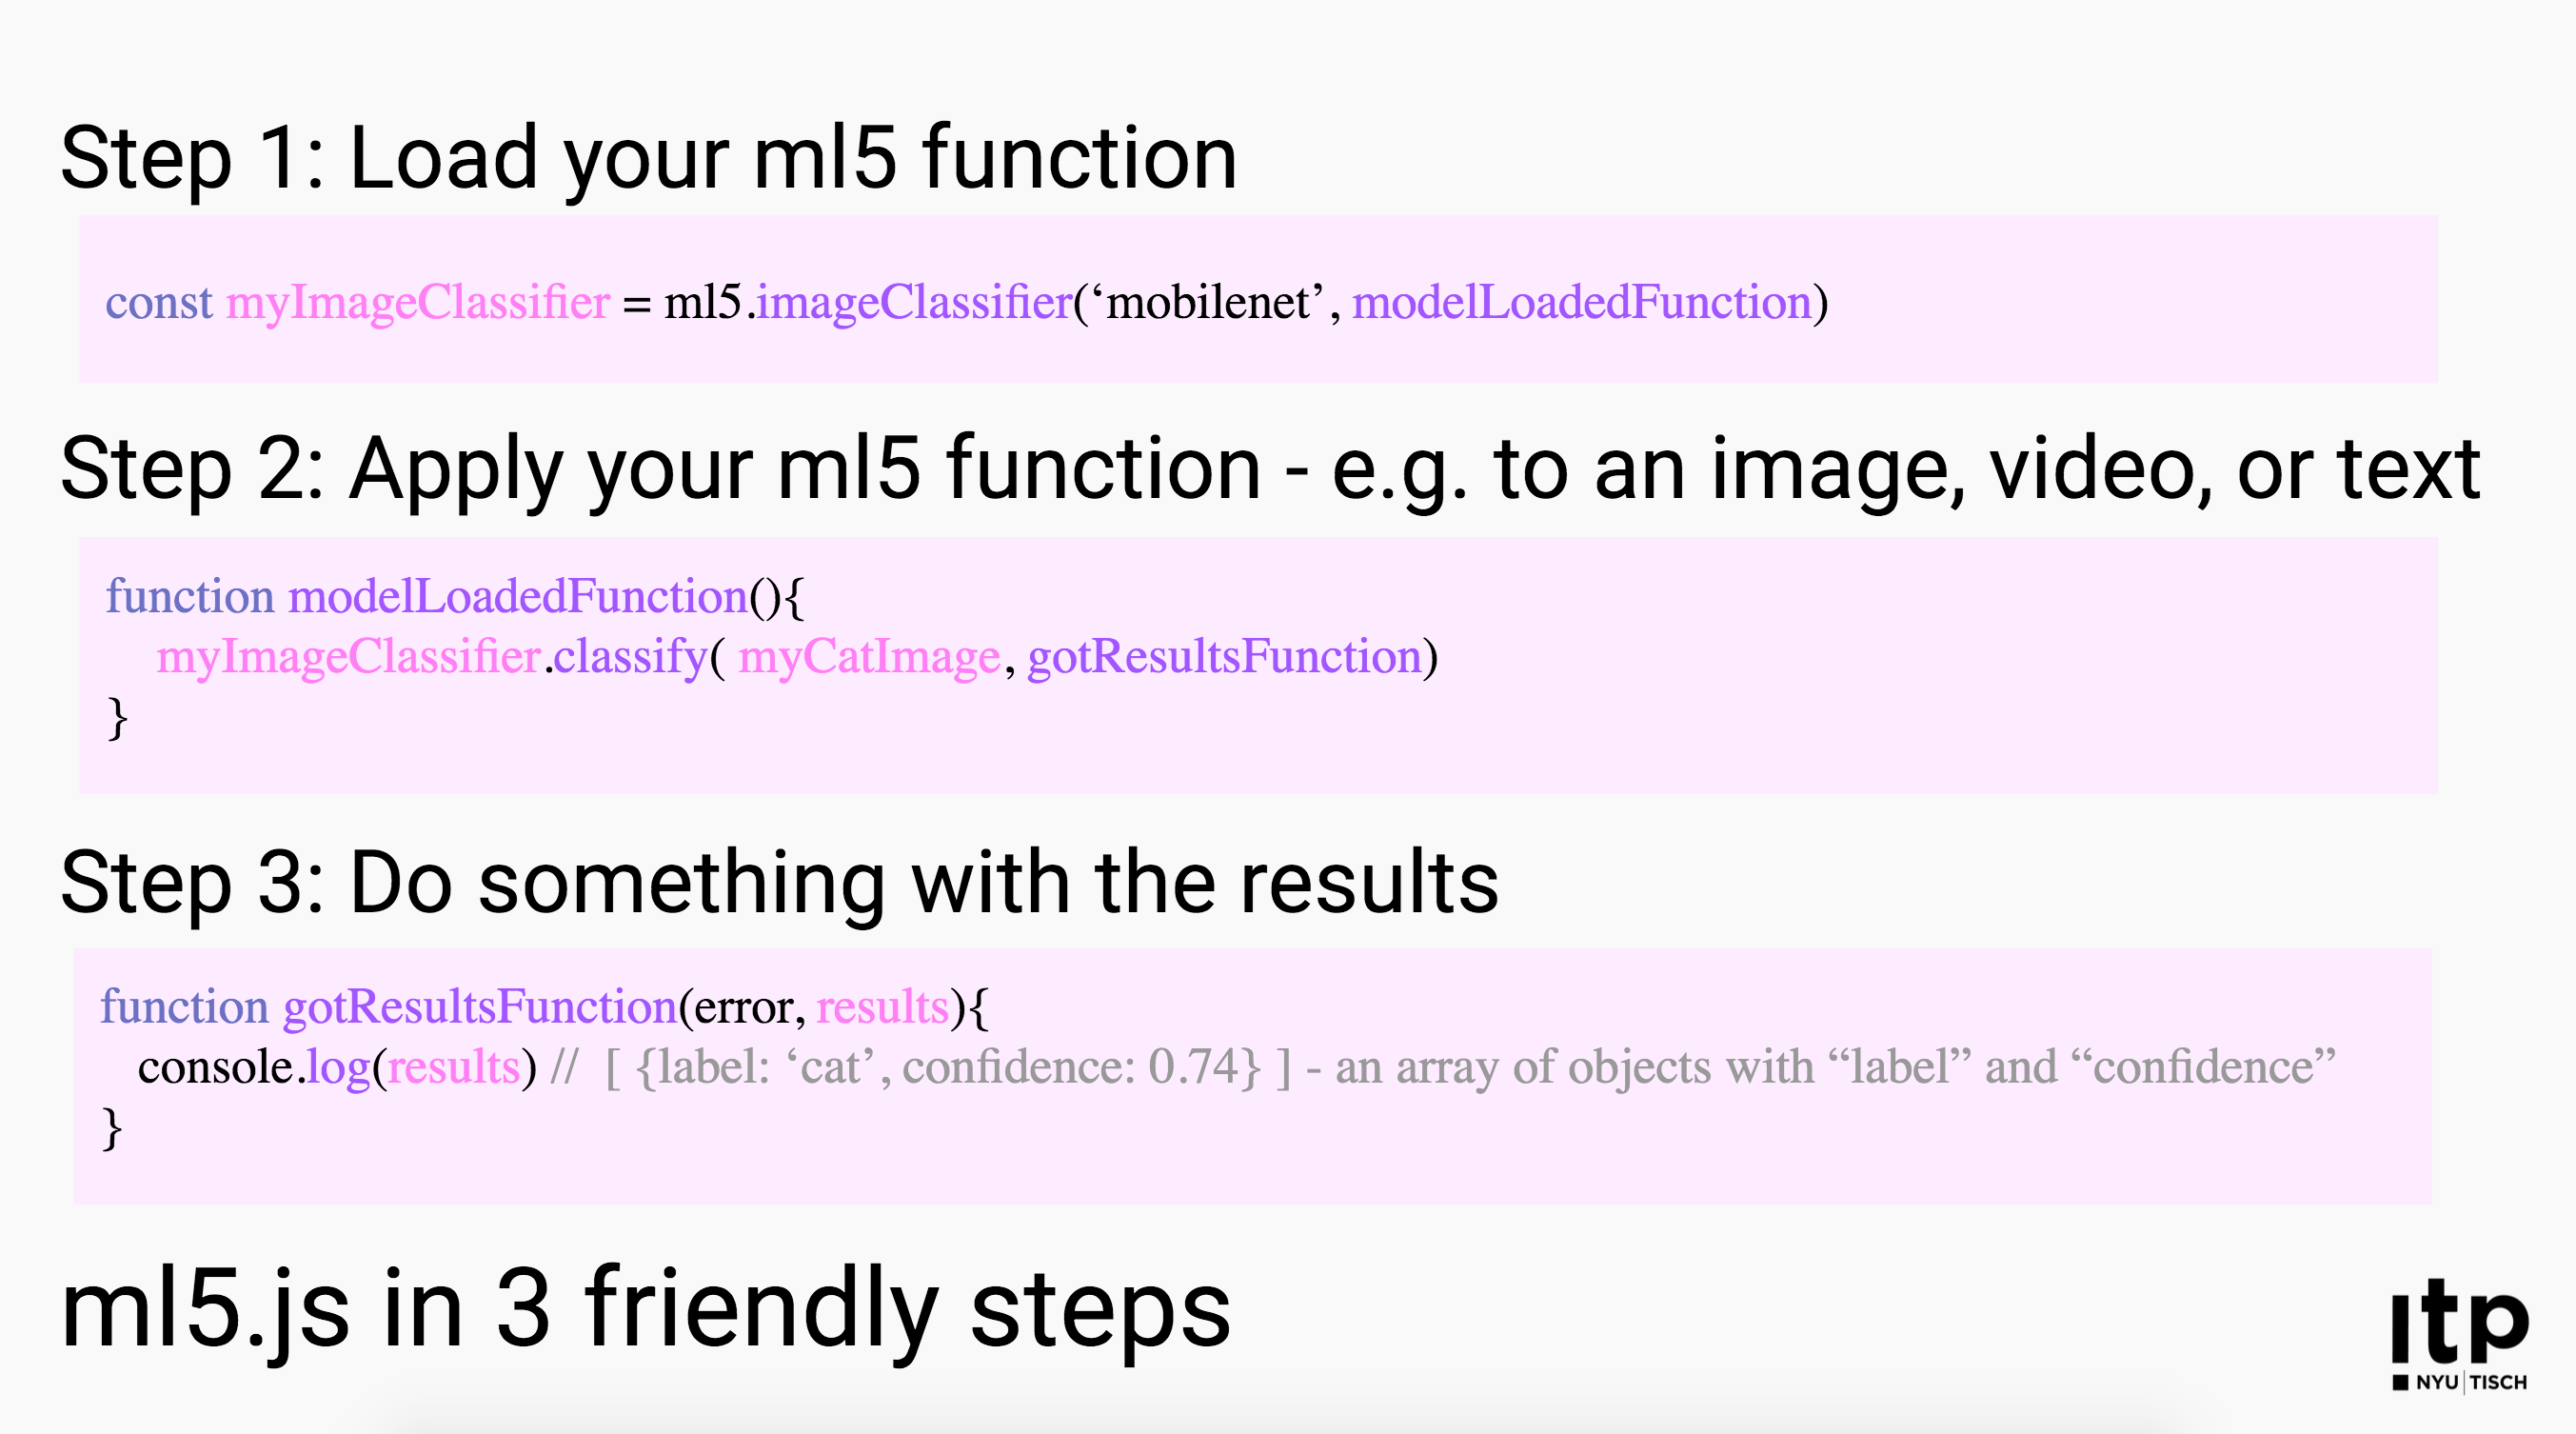 Step 1: Load your ml5 function
const myImageClassifier = ml5.imageClassifier(‘mobilenet’, modelLoadedFunction)
Step 2: Apply your ml5 function - e.g. to an image, video, or text
function modelLoadedFunction(){
myImageClassifier.classify( myCatImage, gotResultsFunction)
}
Step 3: Do something with the results
function gotResultsFunction(error, results){
console.log(results) //  [ {label: ‘cat’, confidence: 0.74} ] - an array of objects with “label” and “confidence”
}
ml5.js in 3 friendly steps
itp
NYU | TISCH